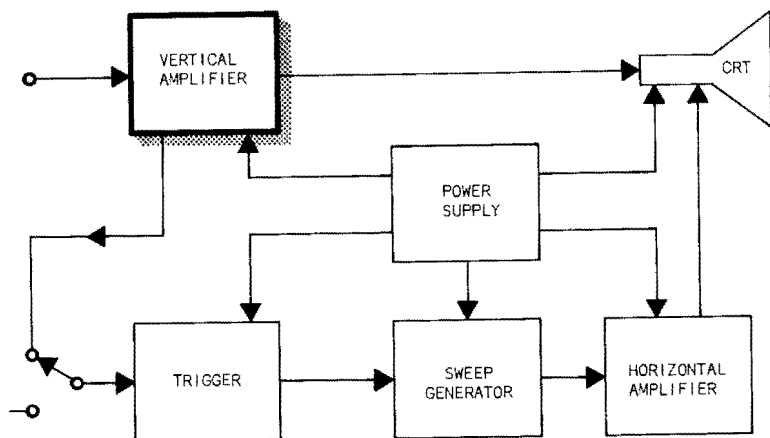 VERTICAL
AMPLIFIER
CRT
POWER
SUPPLY
TRIGGER
SWEEP
GENERATOR
HORIZONTAL
AMPLIFIER